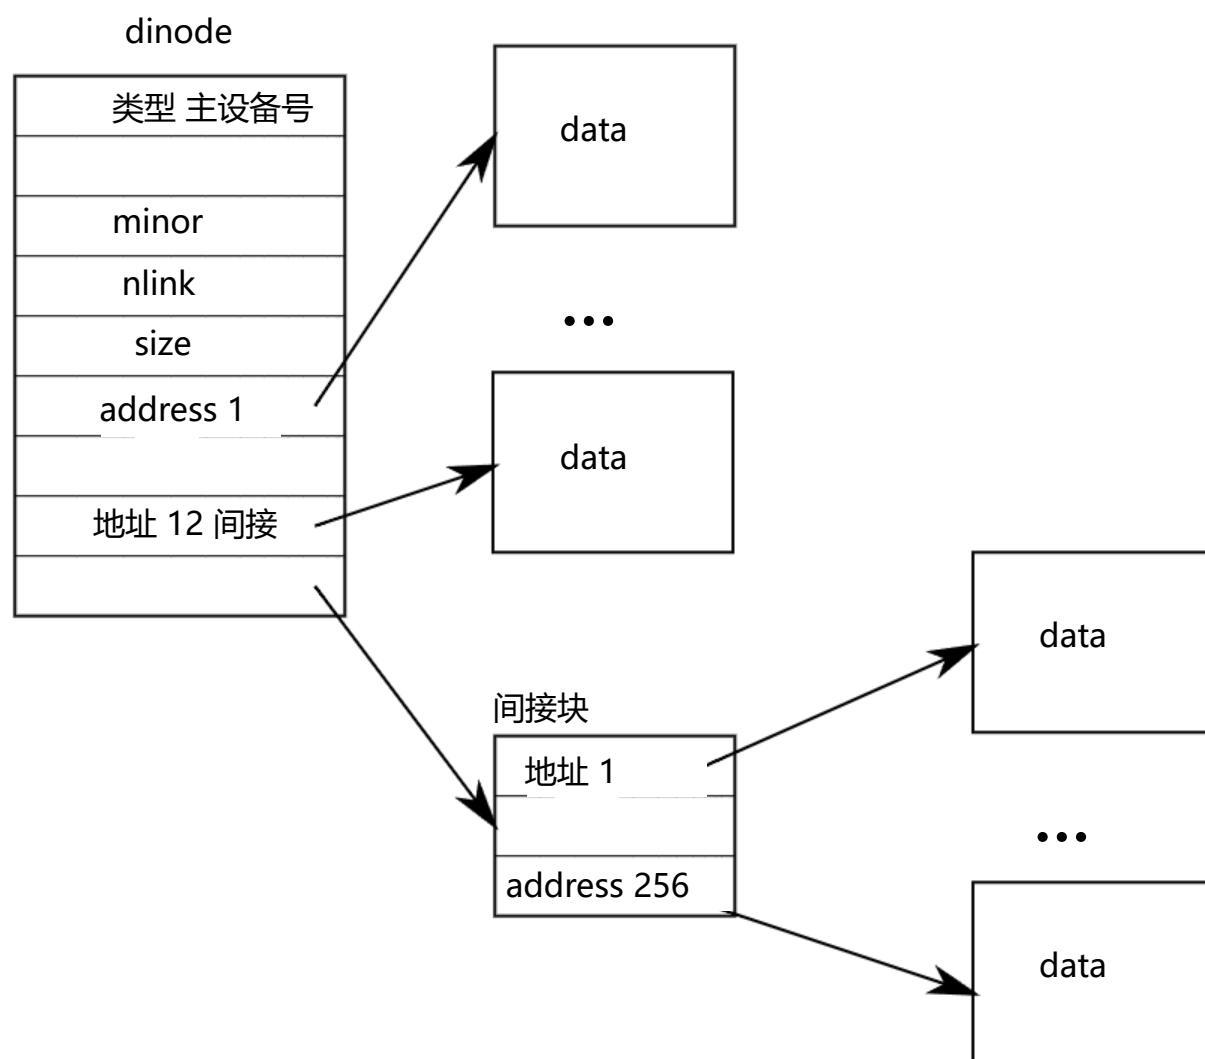 dinode
类型 主设备号
minor
nlink
size
address 1
地址 12 间接
data
...
data
间接块
地址 1
address 256
data
...
data